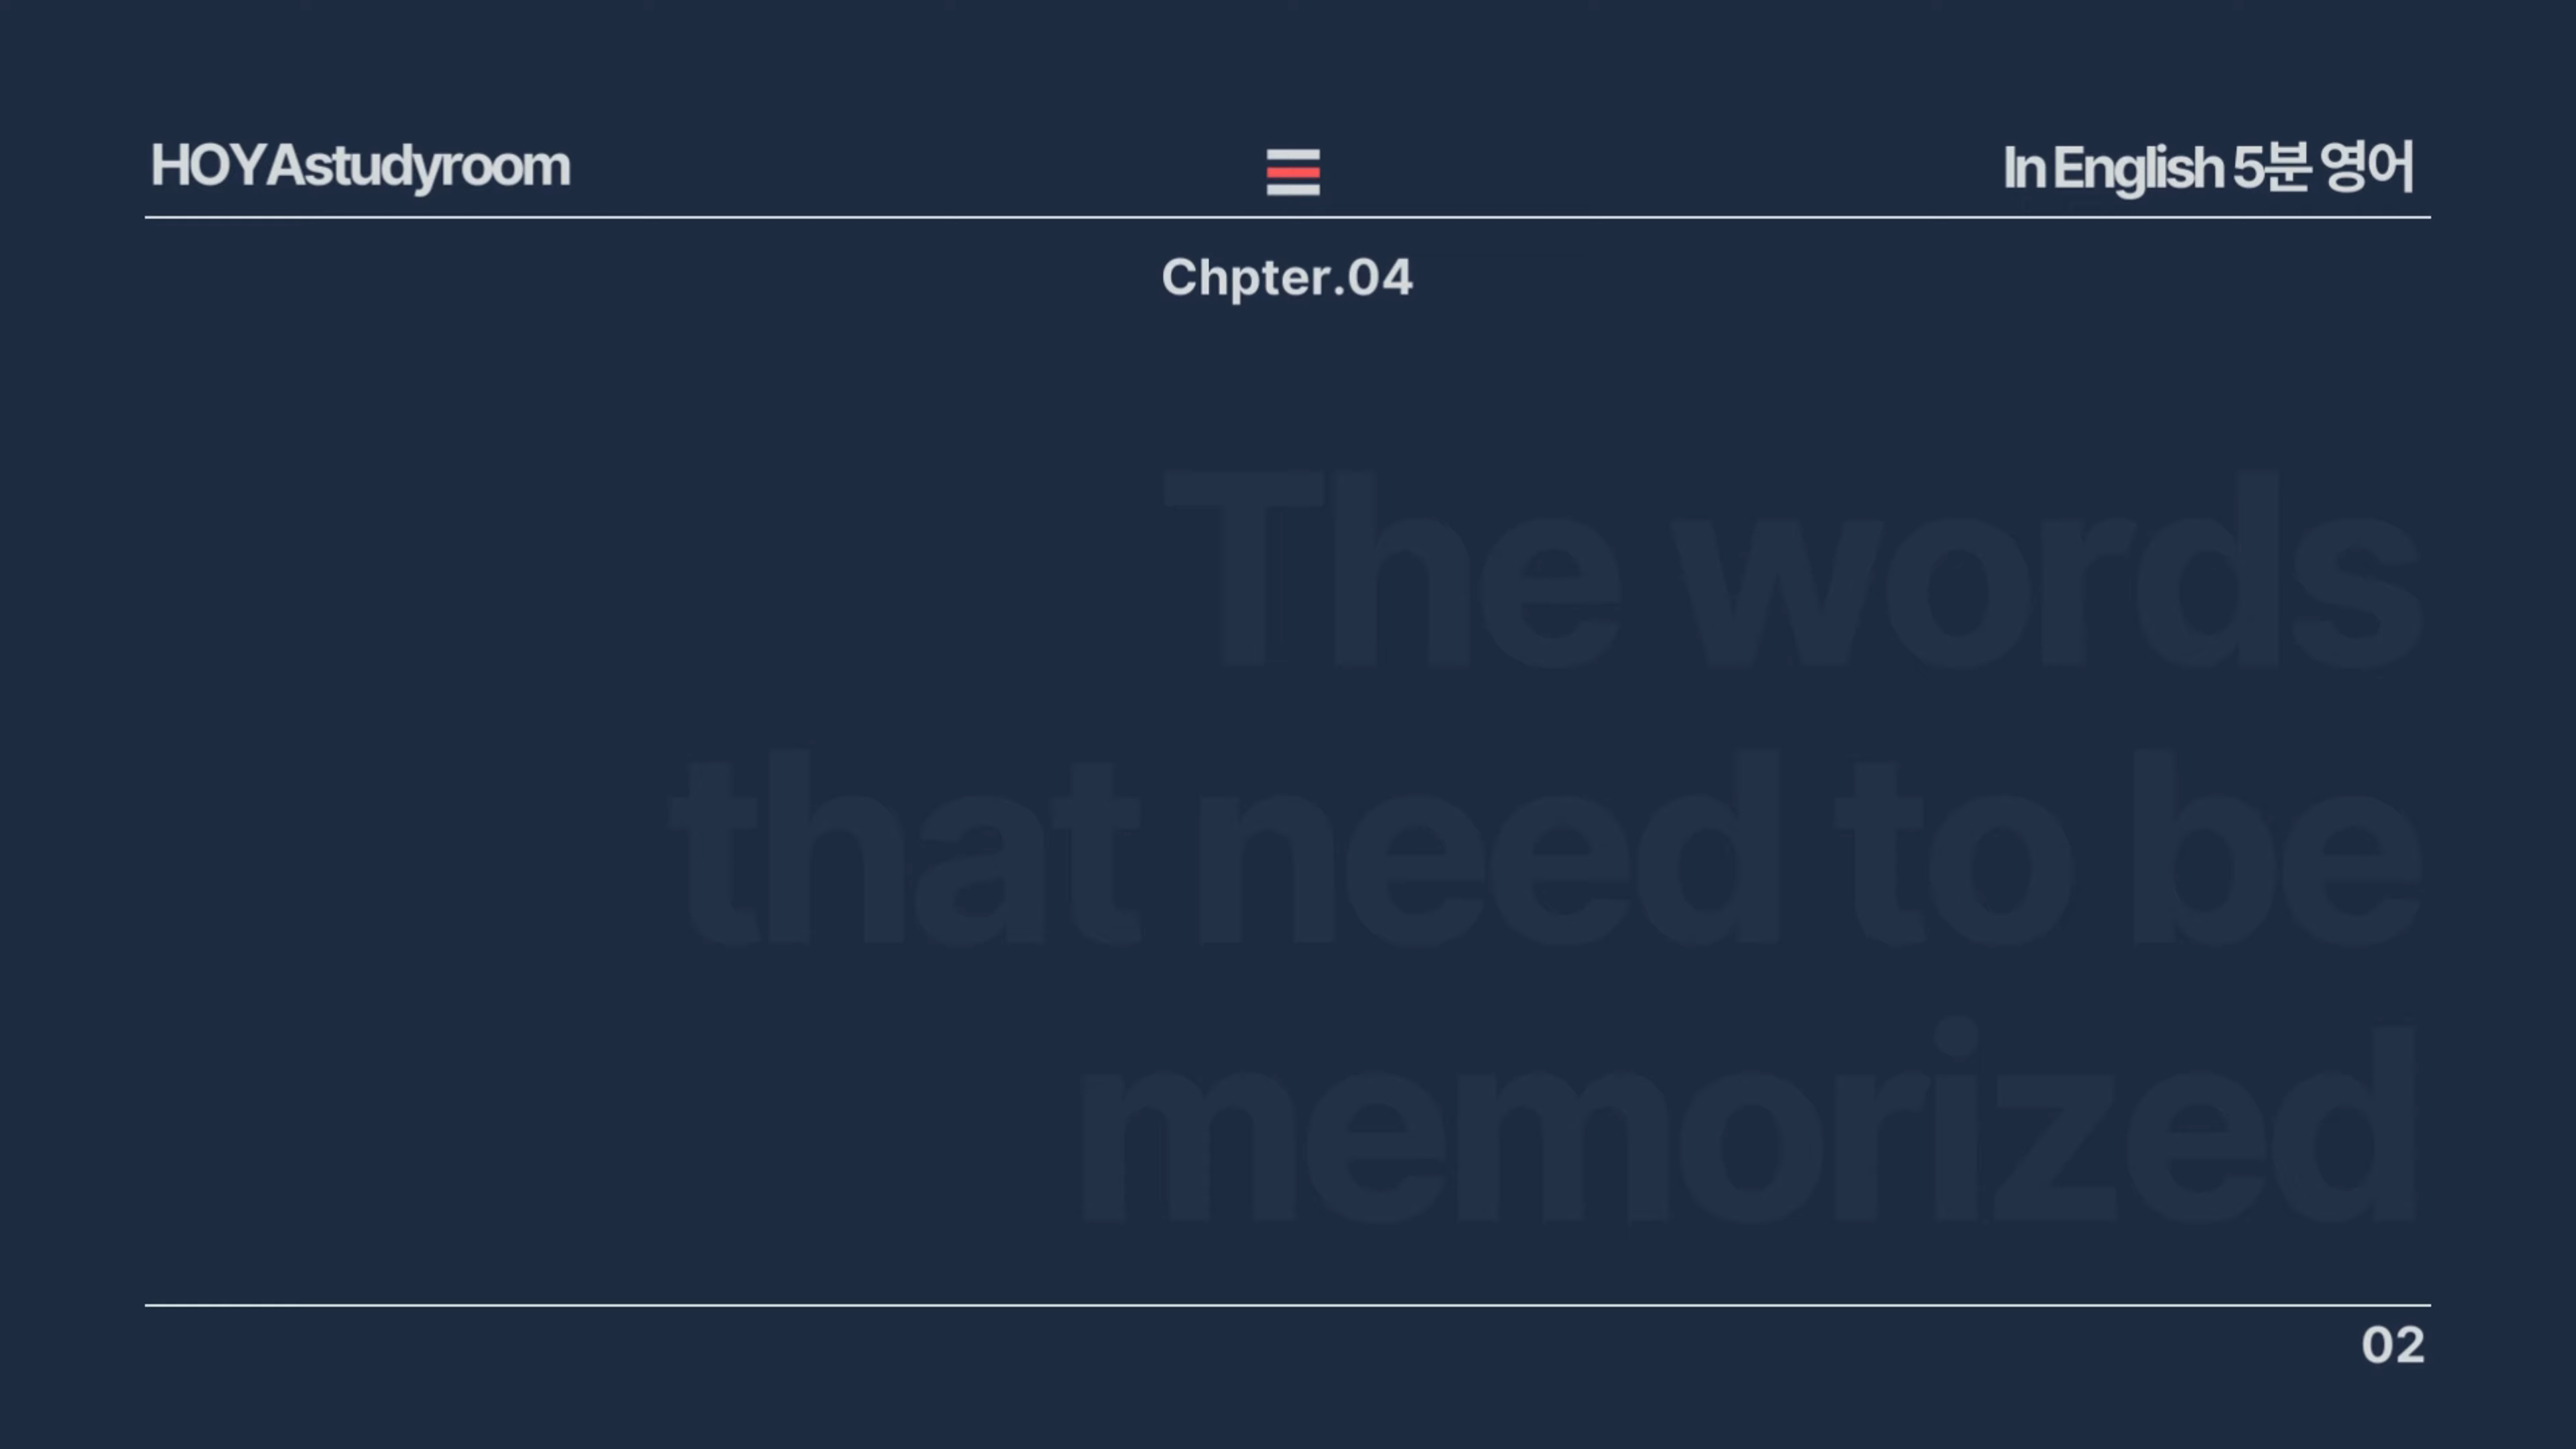 HOYAstudyroom
In English 5분 영어
Chpter.04
The words
that need to be
memorized
02